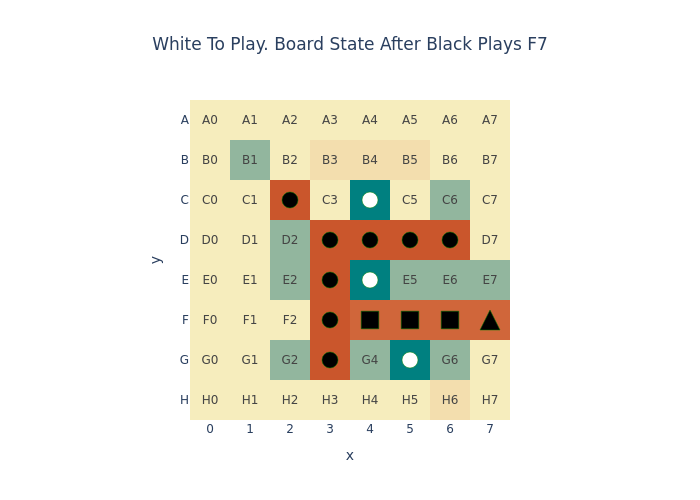 White To Play. Board State After Black Plays F7
A A0 A1 A2 A3 A4 A5 A6 A7
B B0 B1 B2 B3 B4 B5 B6 B7
C C0 C1 C3 C5 C6 C7
D D0 D1 D2 D7
y
E E0 E1 E2 E5 E6 E7
F F0 F1 F2
G G0 G1 G2 G4 G6 G7
H H0 H1 H2 H3 H4 H5 H6 H7
0 1 2 3 4 5 6 7
x